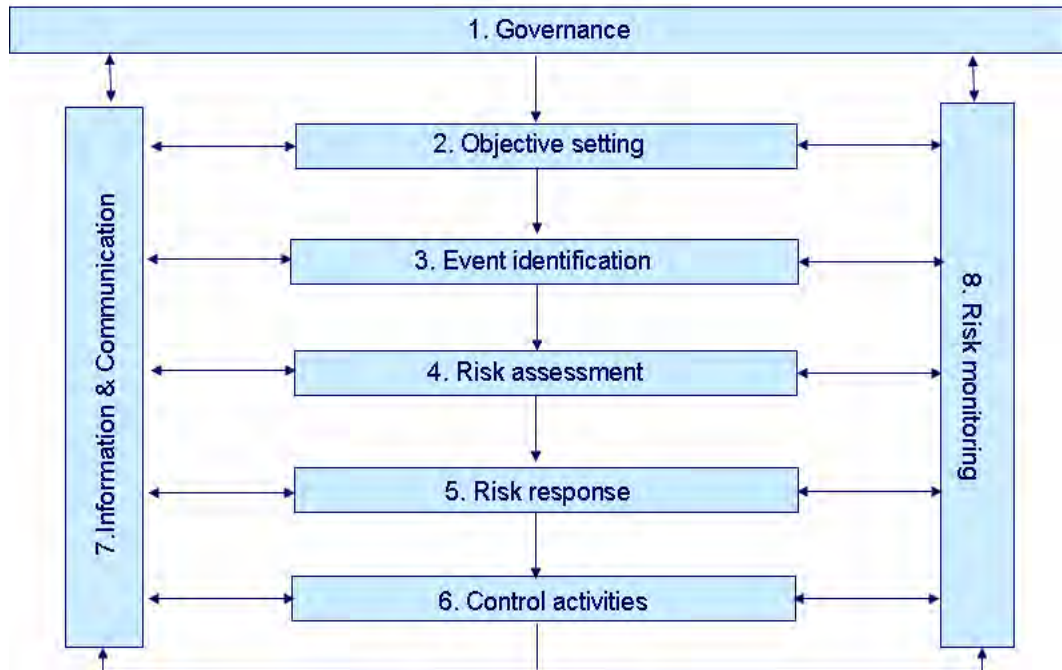 1. Governance
2. Objective setting
3. Event identification
4. Risk assessment
5. Risk response
6. Control activities
7.Information & Communication
8. Risk monitoring